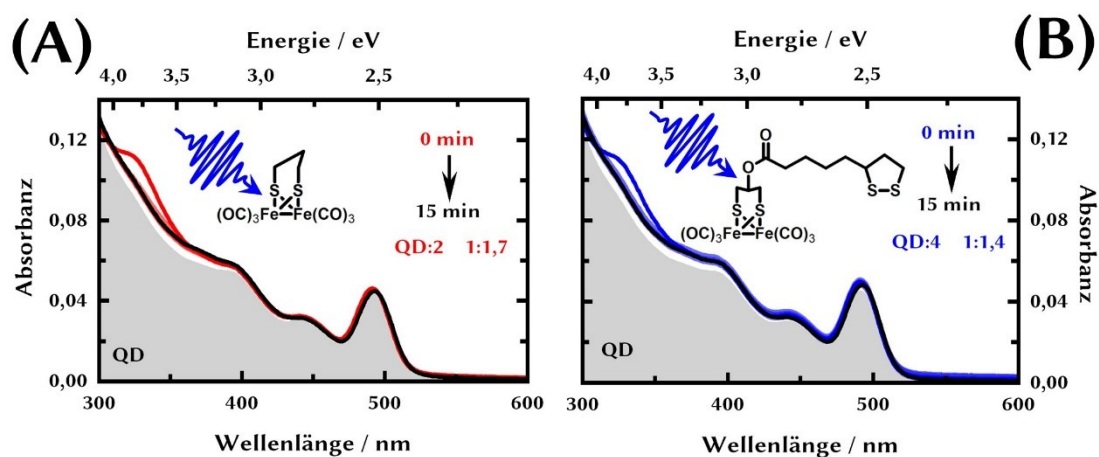 (A)
Energie / eV
4,0 3,5 3,0 2,5
Absorbanz
0,12
0,08
0,04
0,00
0 min
15 min
QD:2 1:1,7
S S
(OC)₃Fe Fe(CO)₃
QD
300 400 500 600
Wellenlänge / nm
(B)
Energie / eV
4,0 3,5 3,0 2,5
O
O
S S
S S
(OC)₃Fe Fe(CO)₃
0 min
15 min
QD:4 1:1,4
QD
0,12
0,08
0,04
0,00
Absorbanz
300 400 500 600
Wellenlänge / nm